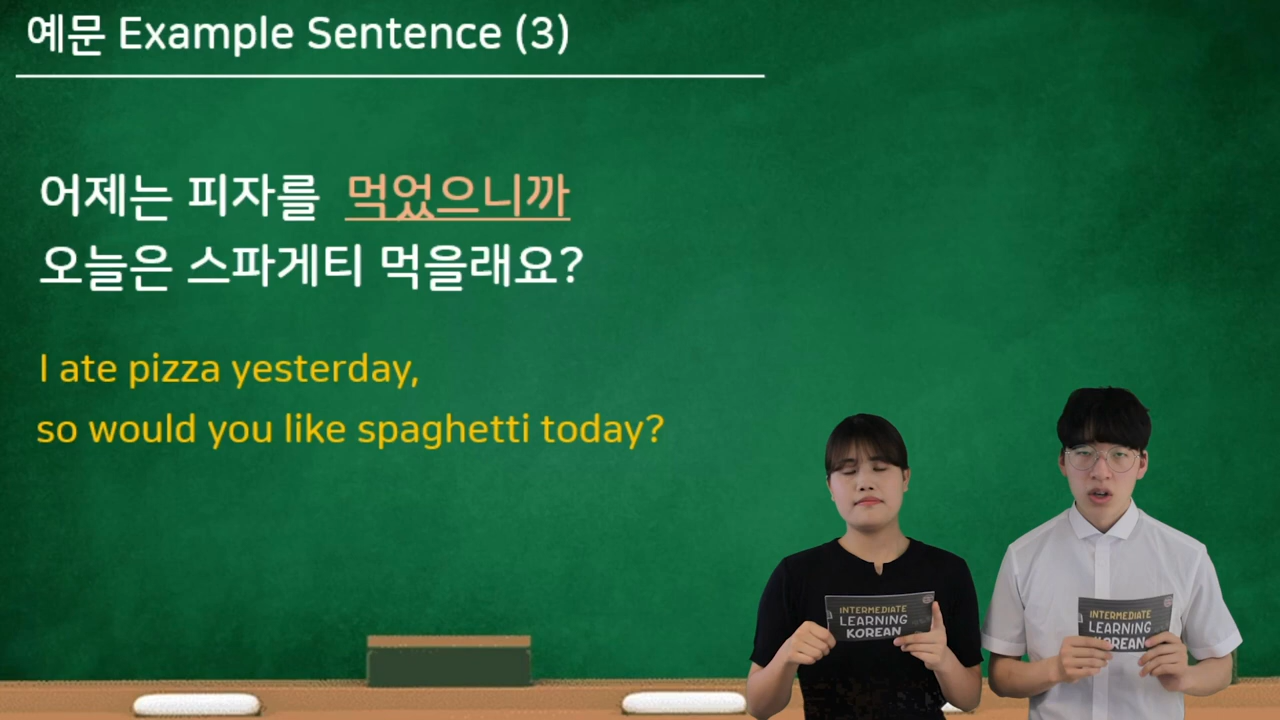 예문 Example Sentence (3)
어제는 피자를 먹었으니까
오늘은 스파게티 먹을래요?
I ate pizza yesterday,
so would you like spaghetti today?
INTERMEDIATE
LEARNING
KOREAN
INTERMEDIATE
LEARNING
KOREAN